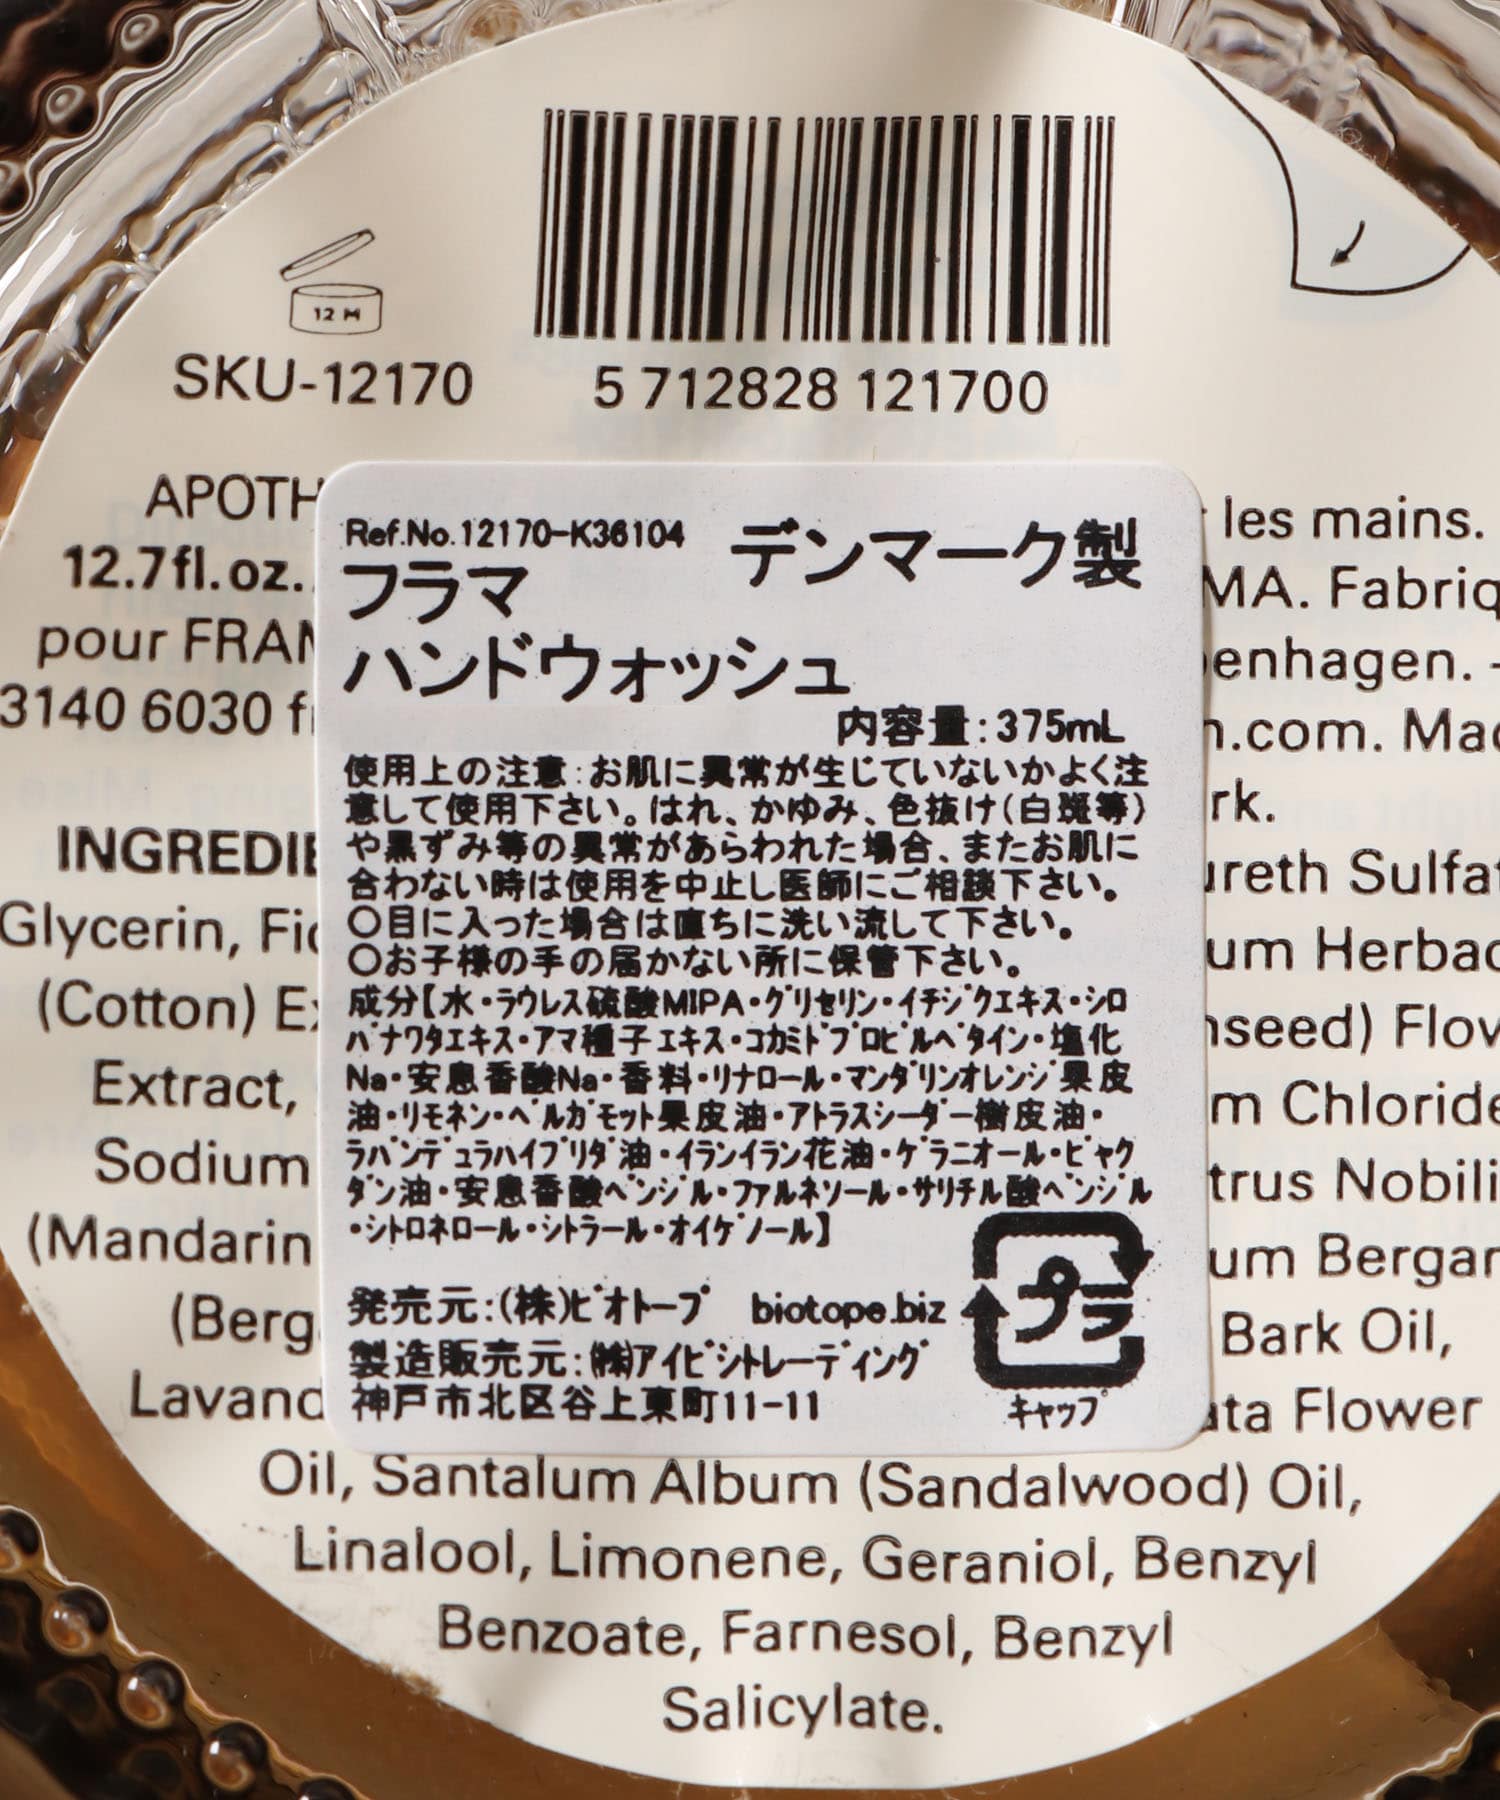 12 M
SKU-12170
5 712828 121700
APOTH
les mains.
12.7fl.oz.
MA. Fabriq
pour FRAM
enhagen.
3140 6030
.com. Mad
rk.
INGREDIE
ureth Sulfat
Glycerin, Fic
um Herbac
(Cotton) Ex
nseed) Flow
Extract,
m Chloride
Sodium
trus Nobili
(Mandarin
um Bergam
(Berg
Bark Oil,
Lavand
ata Flower
Oil, Santalum Album (Sandalwood) Oil,
Linalool, Limonene, Geraniol, Benzyl
Benzoate, Farnesol, Benzyl
Salicylate.
Ref.No.12170-K36104 デンマーク製
フラマ
ハンドウォッシュ
内容量:375mL
使用上の注意:お肌に異常が生じていないかよく注
意して使用下さい。はれ、かゆみ、色抜け(白斑等)
や黒ずみ等の異常があらわれた場合、またお肌に
合わない時は使用を中止し医師にご相談下さい。
○目に入った場合は直ちに洗い流して下さい。
○お子様の手の届かない所に保管下さい。
成分【水・ラウレス硫酸MIPA・グリセリン・イチジクエキス・シロ
バナワタエキス・アマ種子エキス・コカミドプロピルベタイン・塩化
Na・安息香酸Na・香料・リナロール・マンダリンオレンジ果皮
油・リモネン・ベルガモット果皮油・アトラスシーダー樹皮油・
ラバンデュラハイブリダ油・イランイラン花油・ゲラニオール・ビャク
ダン油・安息香酸ベンジル・ファルネソール・サリチル酸ベンジル
・シトロネロール・シトラール・オイゲノール】
発売元:(株)ビオトープ biotope.biz
製造販売元:㈱アイビシトレーディング
神戸市北区谷上東町11-11
プラ
キャップ